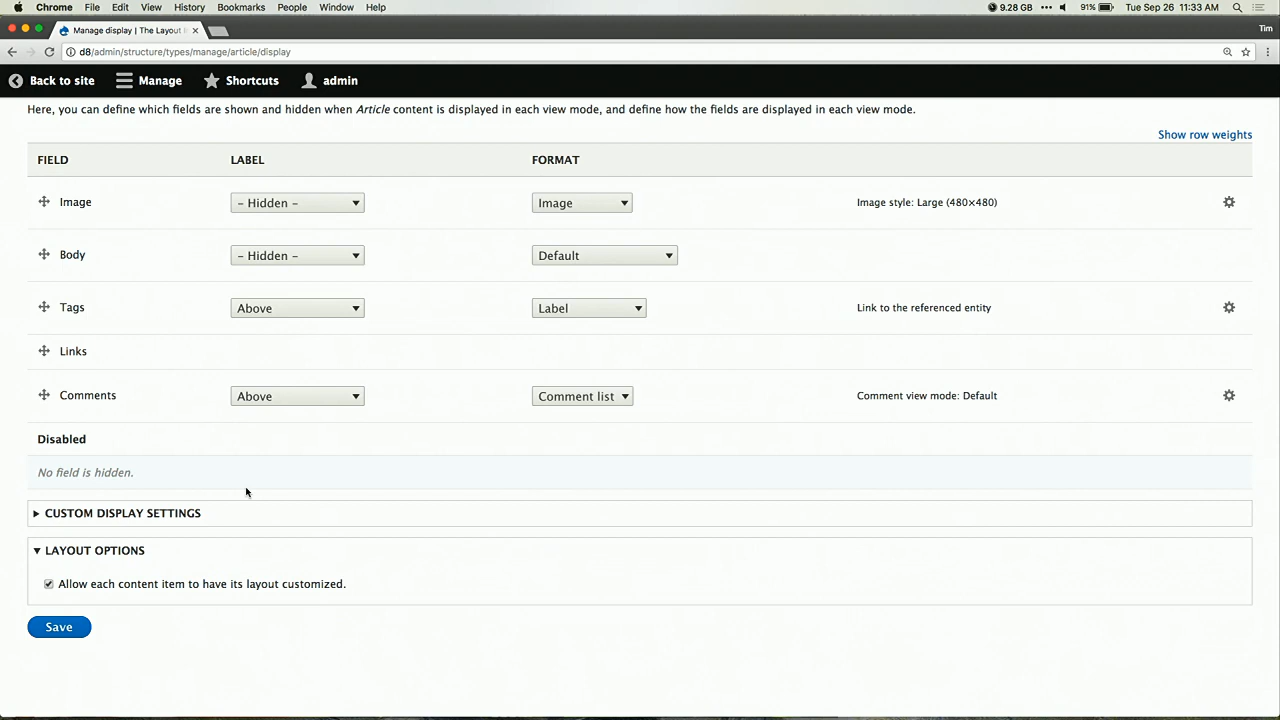 Chrome File Edit View History Bookmarks People Window Help 9.28 GB 91% Tue Sep 26 11:33 AM
Manage display | The Layout Tim
d8/admin/structure/types/manage/article/display
Back to site Manage Shortcuts admin
Here, you can define which fields are shown and hidden when Article content is displayed in each view mode, and define how the fields are displayed in each view mode.
Show row weights
FIELD LABEL FORMAT
Image - Hidden - Image Image style: Large (480×480)
Body - Hidden - Default
Tags Above Label Link to the referenced entity
Links
Comments Above Comment list Comment view mode: Default
Disabled
No field is hidden.
CUSTOM DISPLAY SETTINGS
LAYOUT OPTIONS
Allow each content item to have its layout customized.
Save